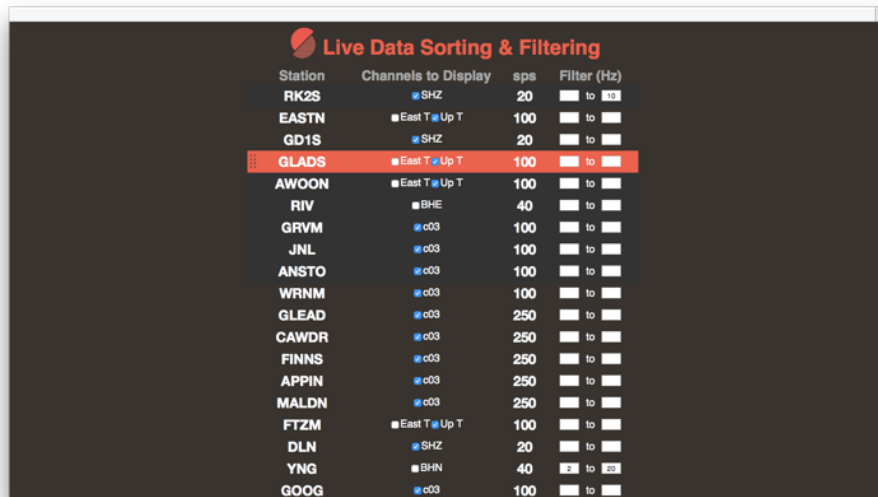 Live Data Sorting & Filtering
Station Channels to Display sps Filter (Hz)
RK2S SHZ 20 to 10
EASTN East T Up T 100 to
GD1S SHZ 20 to
GLADS East T Up T 100 to
AWOON East T Up T 100 to
RIV BHE 40 to
GRVM c03 100 to
JNL c03 100 to
ANSTO c03 100 to
WRNM c03 100 to
GLEAD c03 250 to
CAWDR c03 250 to
FINNS c03 250 to
APPIN c03 250 to
MALDN c03 250 to
FTZM East T Up T 100 to
DLN SHZ 20 to
YNG BHN 40 2 to 20
GOOG c03 100 to